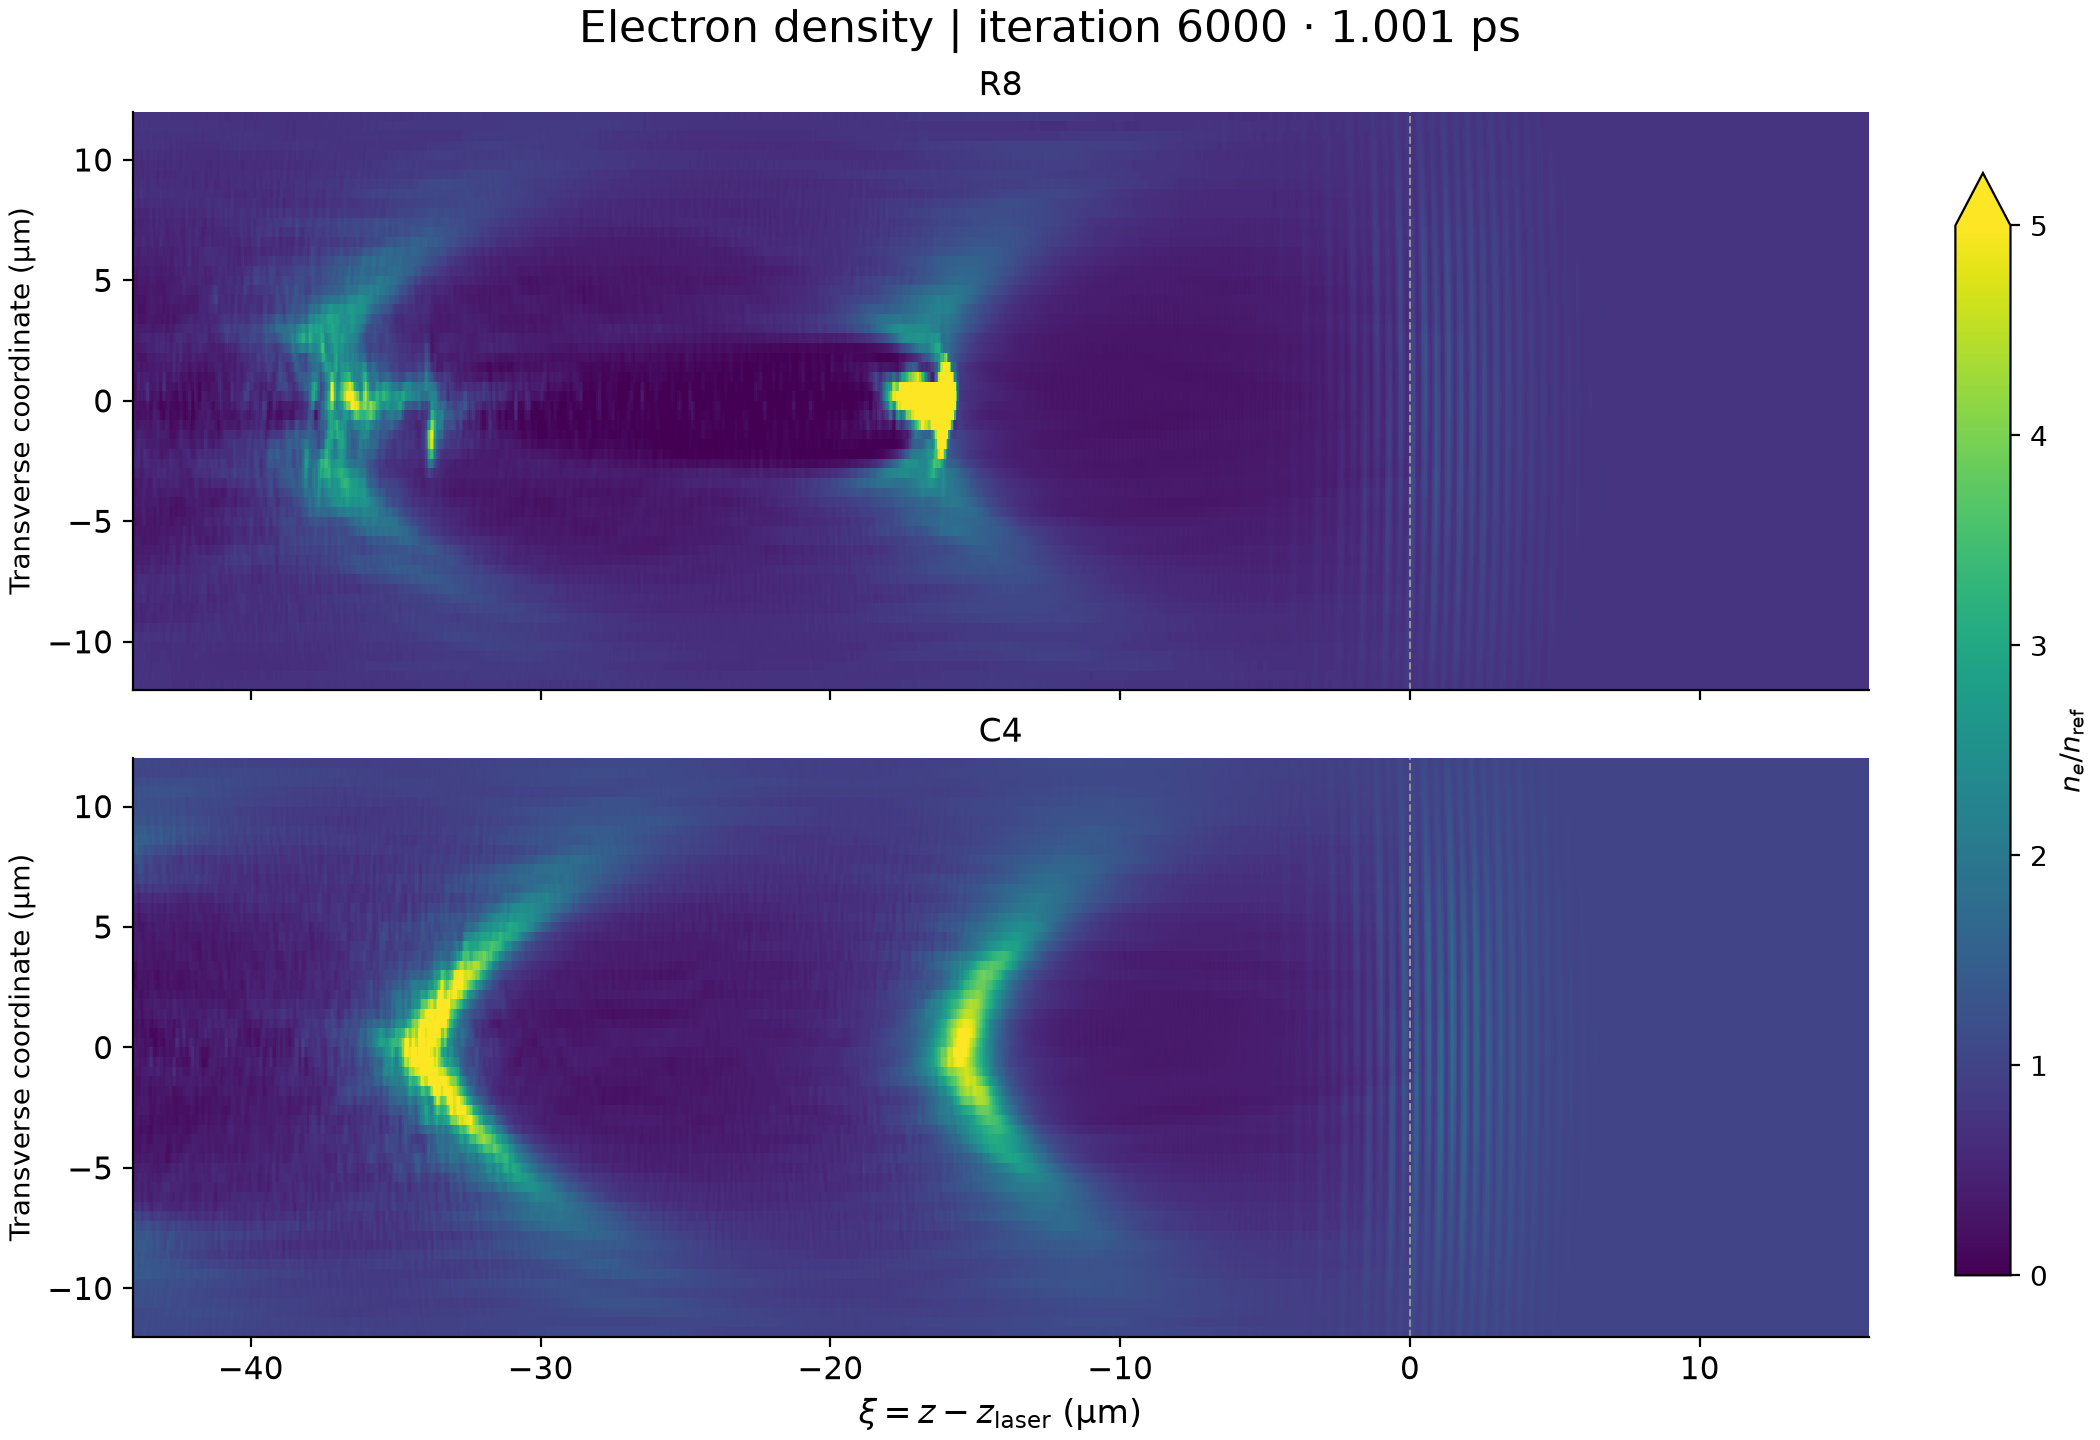 Electron density | iteration 6000 · 1.001 ps
R8
Transverse coordinate (µm)
10
5
0
−5
−10
C4
Transverse coordinate (µm)
10
5
0
−5
−10
−40 −30 −20 −10 0 10
ξ = z − z_laser (µm)
5
4
3
2
1
0
n_e/n_ref